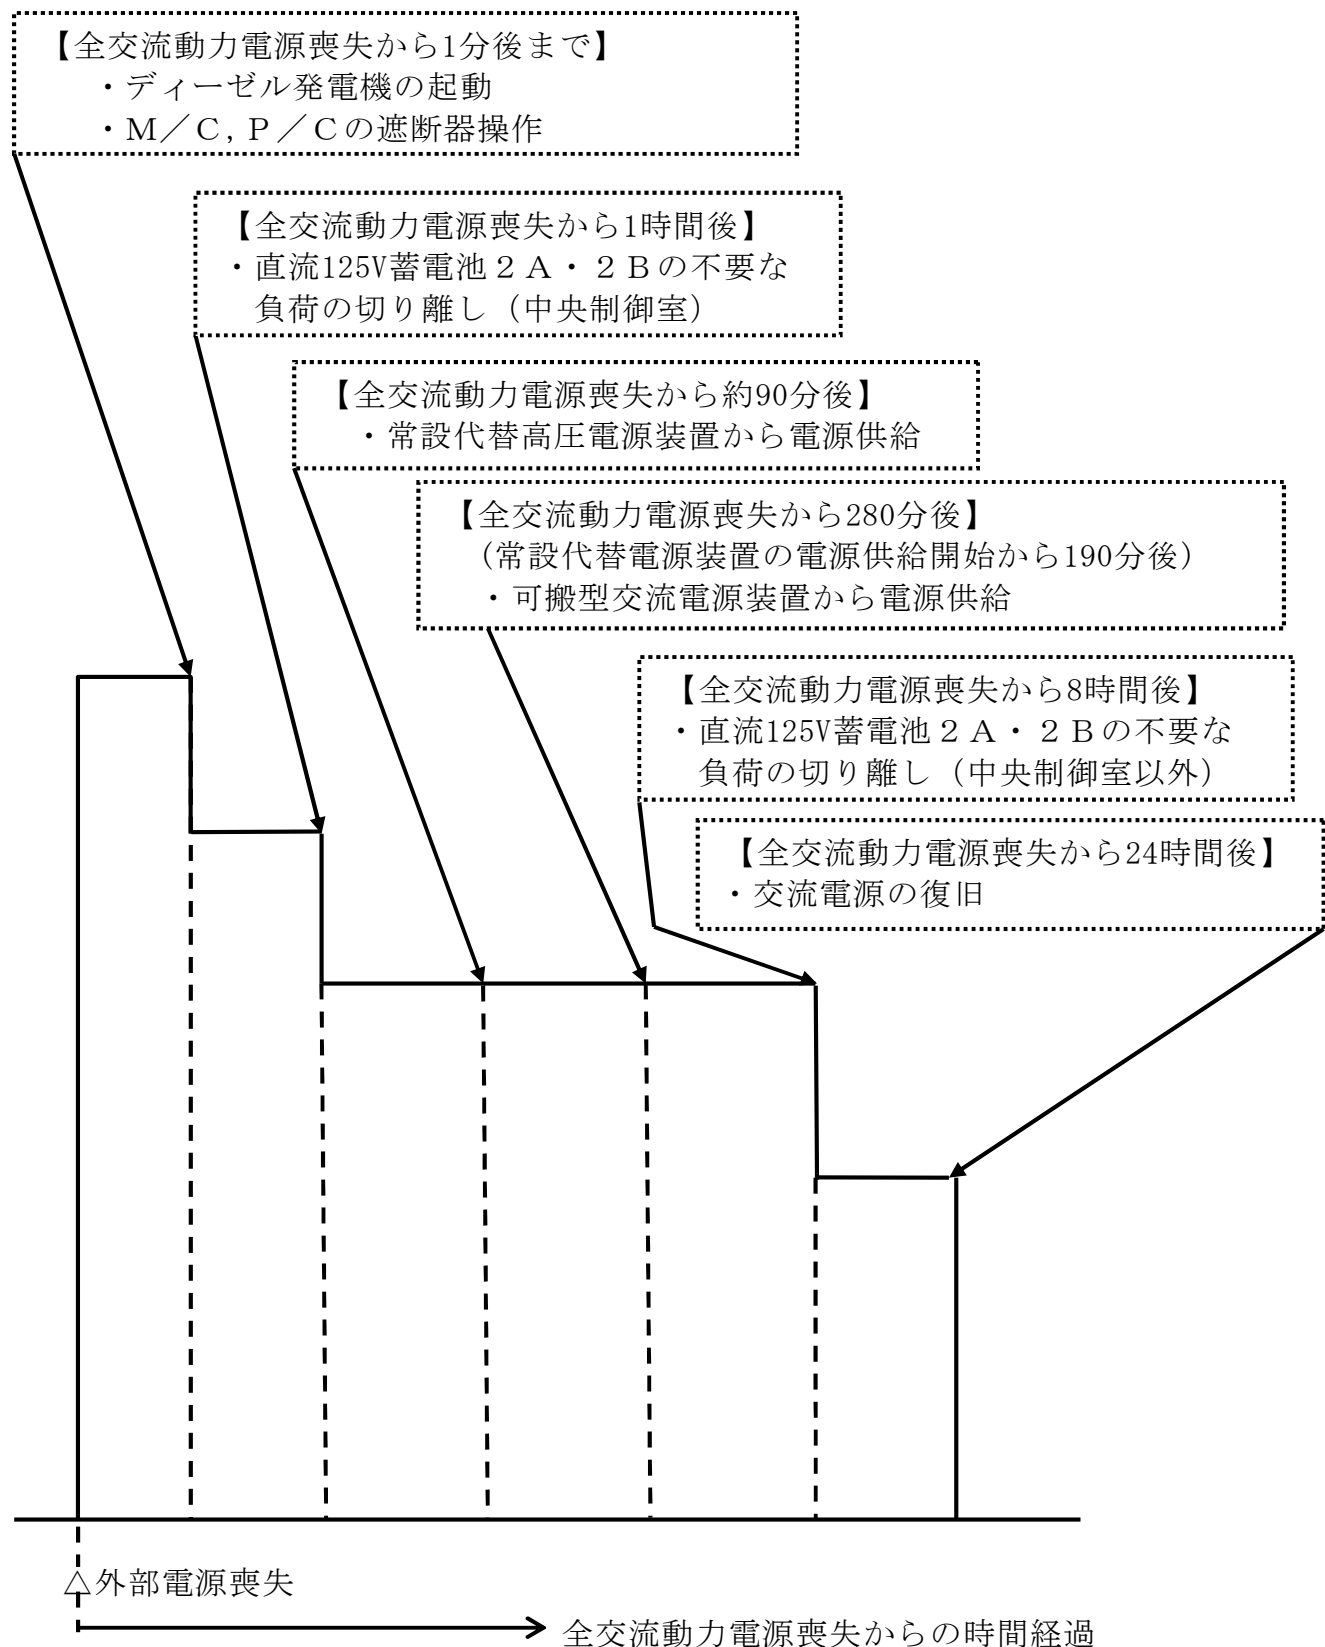 【全交流動力電源喪失から1分後まで】
・ディーゼル発電機の起動
・M／C，P／Cの遮断器操作
【全交流動力電源喪失から1時間後】
・直流125V蓄電池２Ａ・２Ｂの不要な
負荷の切り離し（中央制御室）
【全交流動力電源喪失から約90分後】
・常設代替高圧電源装置から電源供給
【全交流動力電源喪失から280分後】
（常設代替電源装置の電源供給開始から190分後）
・可搬型交流電源装置から電源供給
【全交流動力電源喪失から8時間後】
・直流125V蓄電池２Ａ・２Ｂの不要な
負荷の切り離し（中央制御室以外）
【全交流動力電源喪失から24時間後】
・交流電源の復旧
△外部電源喪失
全交流動力電源喪失からの時間経過